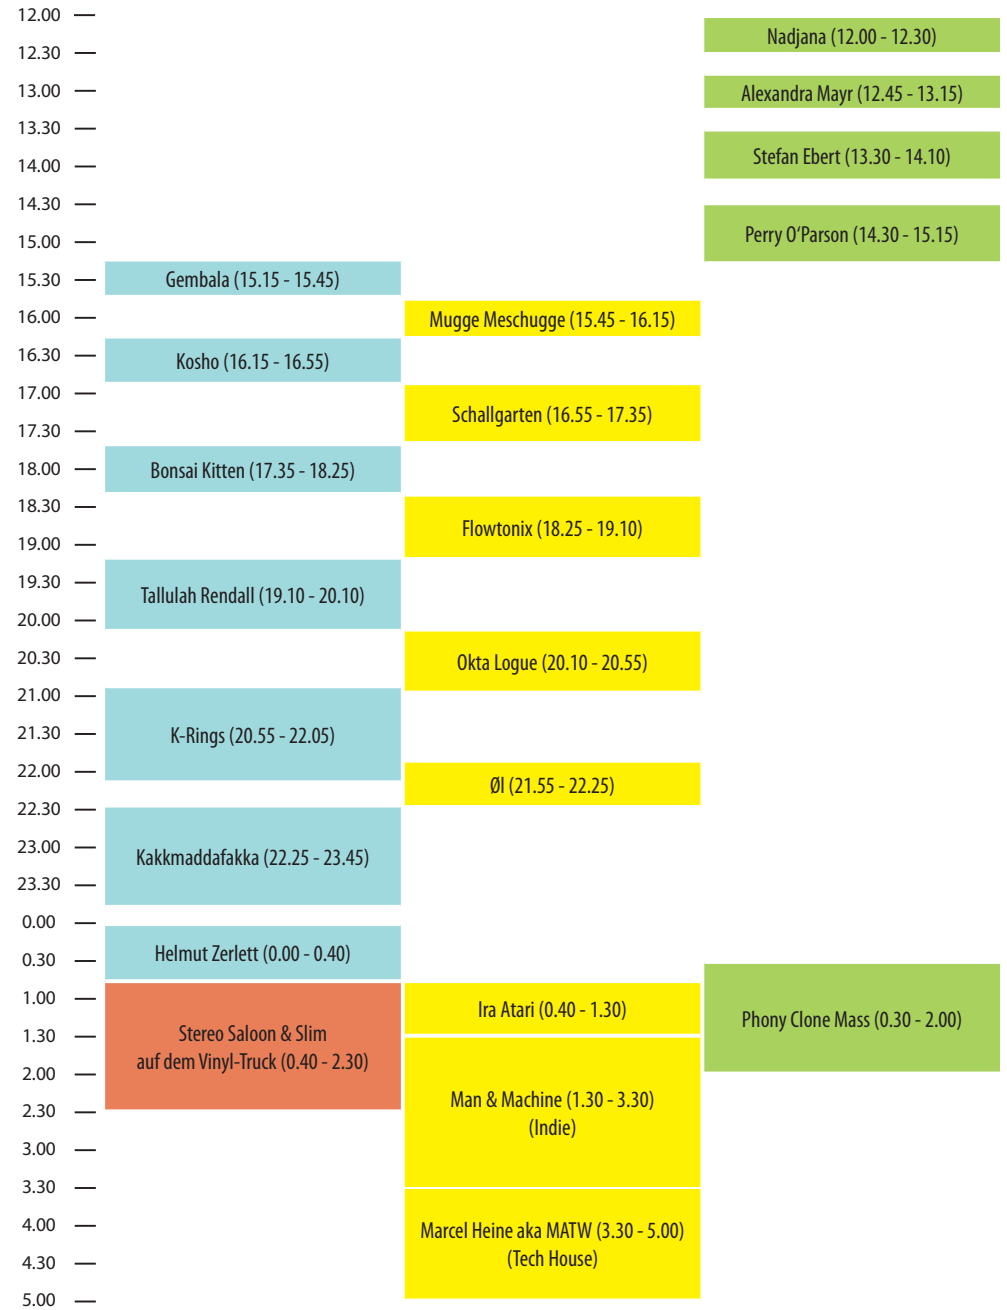 12.00
12.30
13.00
13.30
14.00
14.30
15.00
15.30
16.00
16.30
17.00
17.30
18.00
18.30
19.00
19.30
20.00
20.30
21.00
21.30
22.00
22.30
23.00
23.30
0.00
0.30
1.00
1.30
2.00
2.30
3.00
3.30
4.00
4.30
5.00
Gembala (15.15 - 15.45)
Kosho (16.15 - 16.55)
Bonsai Kitten (17.35 - 18.25)
Tallulah Rendall (19.10 - 20.10)
K-Rings (20.55 - 22.05)
Kakkmaddafakka (22.25 - 23.45)
Helmut Zerlett (0.00 - 0.40)
Stereo Saloon & Slim
auf dem Vinyl-Truck (0.40 - 2.30)
Mugge Meschugge (15.45 - 16.15)
Schallgarten (16.55 - 17.35)
Flowtonix (18.25 - 19.10)
Okta Logue (20.10 - 20.55)
Øl (21.55 - 22.25)
Ira Atari (0.40 - 1.30)
Man & Machine (1.30 - 3.30)
(Indie)
Marcel Heine aka MATW (3.30 - 5.00)
(Tech House)
Nadjana (12.00 - 12.30)
Alexandra Mayr (12.45 - 13.15)
Stefan Ebert (13.30 - 14.10)
Perry O‘Parson (14.30 - 15.15)
Phony Clone Mass (0.30 - 2.00)